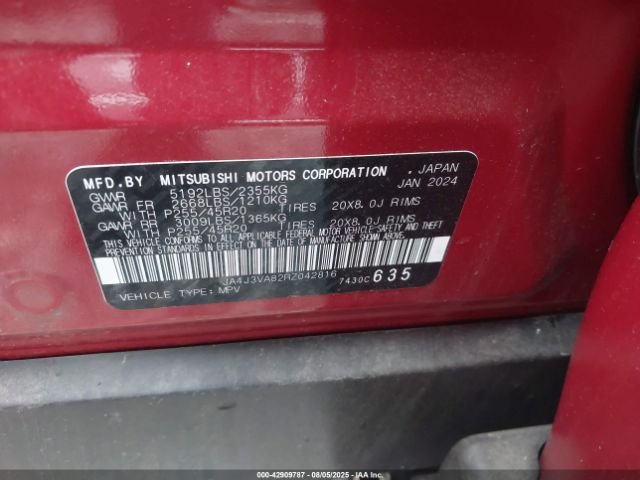 MFD.BY MITSUBISHI MOTORS CORPORATION . JAPAN
GWR 5192LBS/2355KG JAN 2024
GAWR FR 2668LBS/1210KG
WITH P255/45R20 TIRES 20X8.0J RIMS
GAWR RR 3009LBS/1365KG
WITH P255/45R20 TIRES 20X8.0J RIMS
THIS VEHICLE CONFORMS TO ALL APPLICABLE FEDERAL MOTOR VEHICLE SAFETY AND THEFT PREVENTION STANDARDS IN EFFECT ON THE DATE OF MANUFACTURE SHOWN ABOVE.
JA4J3VA82RZ042816 7430C 635
VEHICLE TYPE: MPV
000-42909787 - 08/05/2025 - IAAI.COM